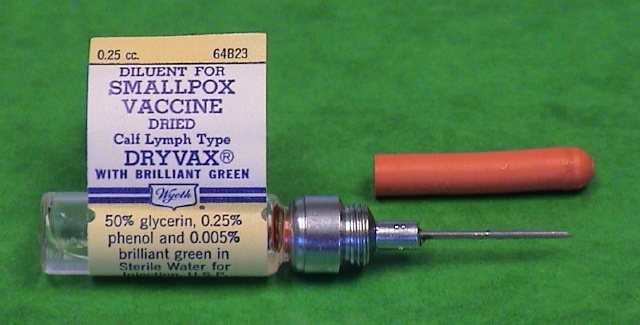 0.25 cc. 64B23
DILUENT FOR
SMALLPOX
VACCINE
DRIED
Calf Lymph Type
DRYVAX®
WITH BRILLIANT GREEN
Wyeth ®
50% glycerin, 0.25%
phenol and 0.005%
brilliant green in
Sterile Water for
Injection, U.S.P.